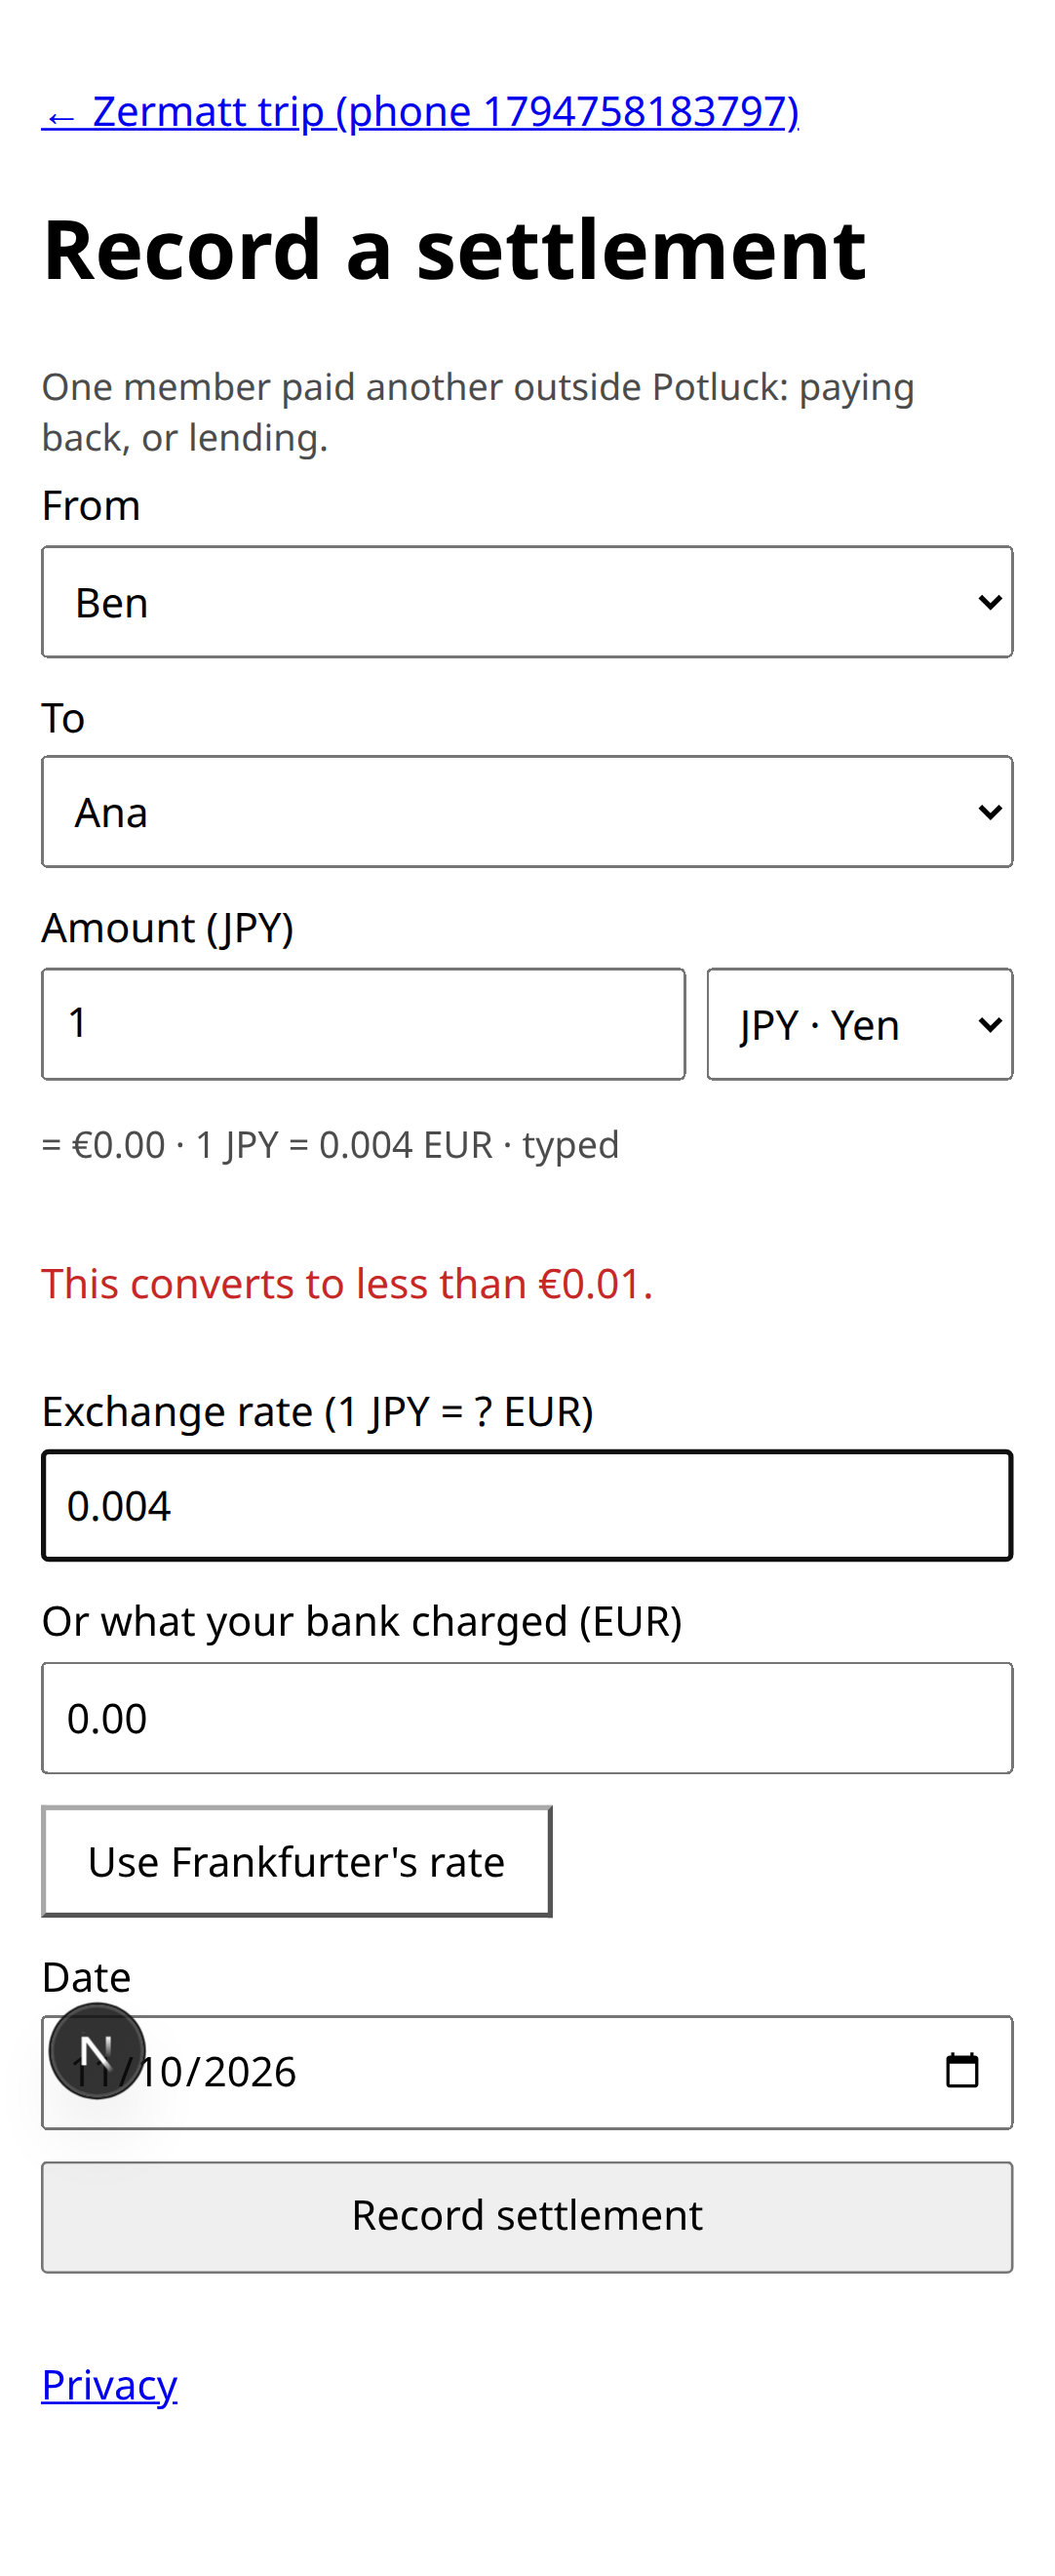 ← Zermatt trip (phone 1794758183797)
Record a settlement
One member paid another outside Potluck: paying
back, or lending.
From
Ben
To
Ana
Amount (JPY)
1
JPY · Yen
= €0.00 · 1 JPY = 0.004 EUR · typed
This converts to less than €0.01.
Exchange rate (1 JPY = ? EUR)
0.004
Or what your bank charged (EUR)
0.00
Use Frankfurter's rate
Date
N
11/10/2026
Record settlement
Privacy